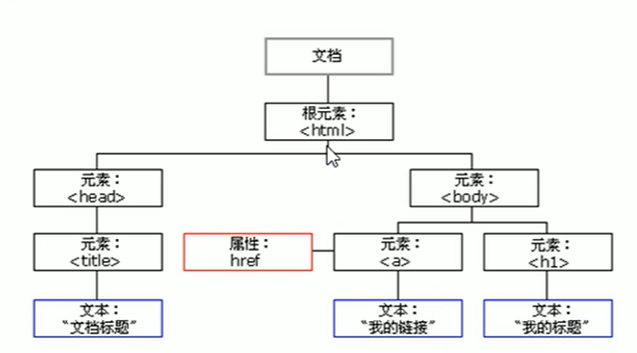 文档
根元素：
<html>
元素：
<head>
元素：
<body>
元素：
<title>
属性：
href
元素：
<a>
元素：
<h1>
文本：
“文档标题”
文本：
“我的链接”
文本：
“我的标题”